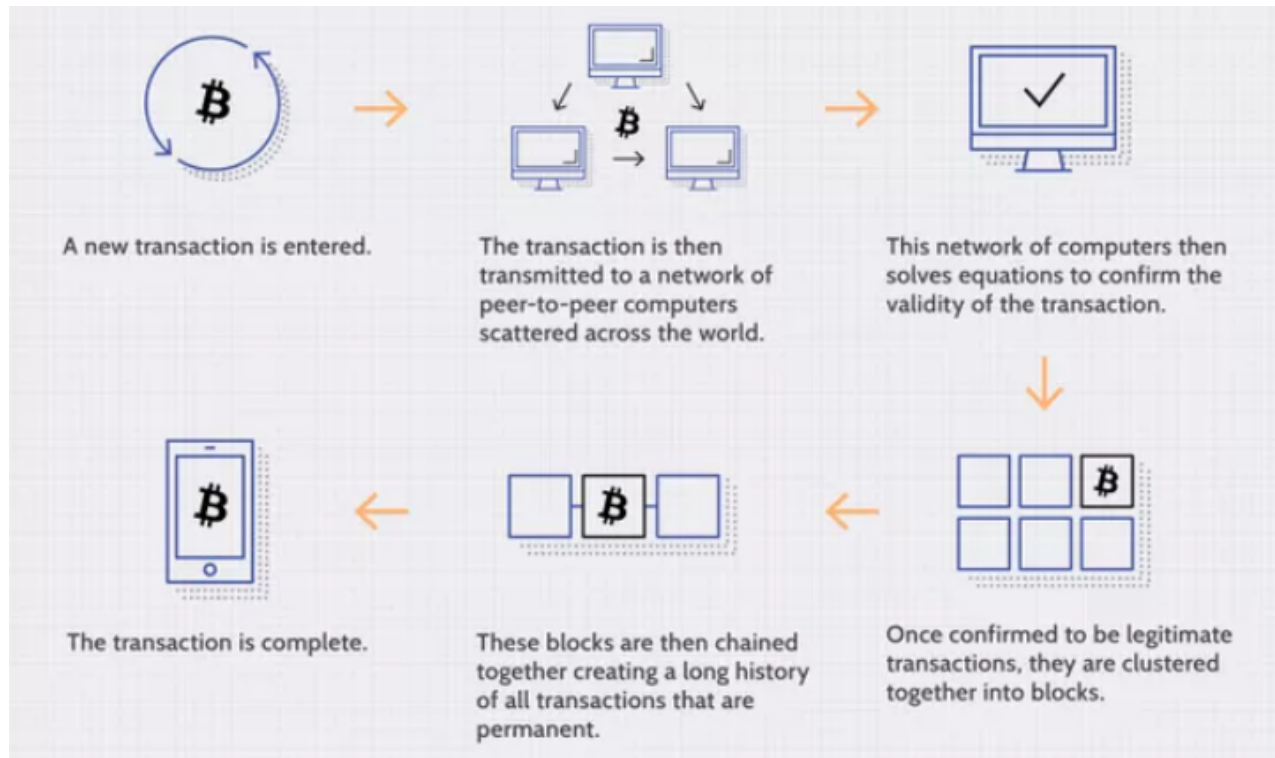 A new transaction is entered.
The transaction is then
transmitted to a network of
peer-to-peer computers
scattered across the world.
This network of computers then
solves equations to confirm the
validity of the transaction.
Once confirmed to be legitimate
transactions, they are clustered
together into blocks.
These blocks are then chained
together creating a long history
of all transactions that are
permanent.
The transaction is complete.